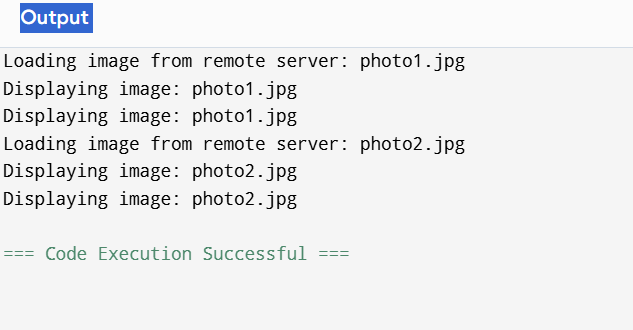 Output
Loading image from remote server: photo1.jpg
Displaying image: photo1.jpg
Displaying image: photo1.jpg
Loading image from remote server: photo2.jpg
Displaying image: photo2.jpg
Displaying image: photo2.jpg
=== Code Execution Successful ===